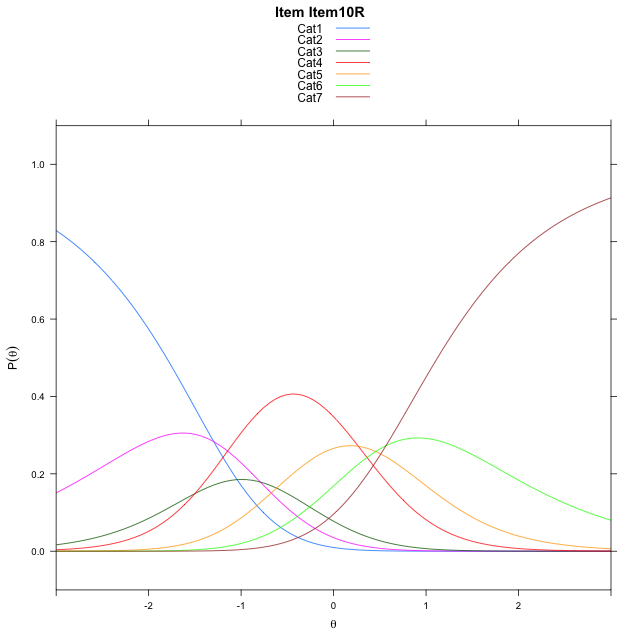 Item Item10R
Cat1
Cat2
Cat3
Cat4
Cat5
Cat6
Cat7
1.0
0.8
0.6
0.4
0.2
0.0
P(θ)
-2 -1 0 1 2
θ